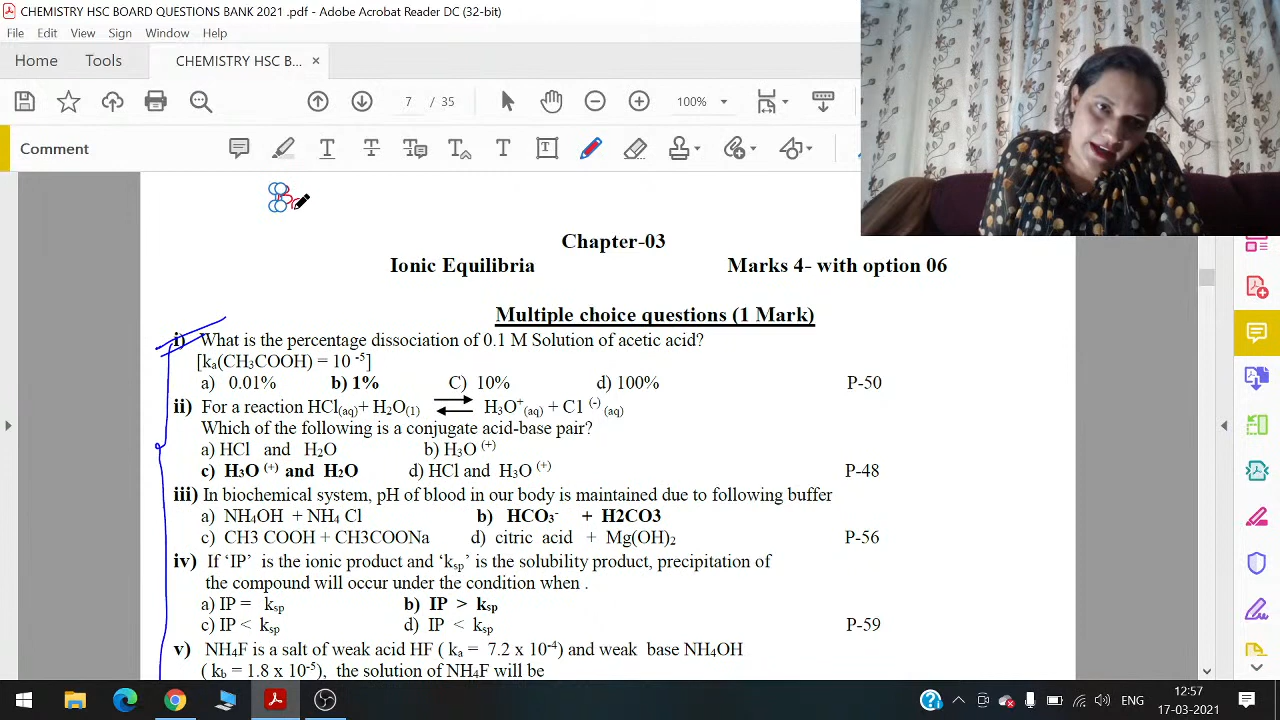 CHEMISTRY HSC BOARD QUESTIONS BANK 2021 .pdf - Adobe Acrobat Reader DC (32-bit)
File Edit View Sign Window Help
Home Tools CHEMISTRY HSC B... ×
7 / 35 100%
Comment
Chapter-03
Ionic Equilibria Marks 4- with option 06
Multiple choice questions (1 Mark)
i) What is the percentage dissociation of 0.1 M Solution of acetic acid?
[kₐ(CH₃COOH) = 10 ⁻⁵]
a) 0.01% b) 1% C) 10% d) 100% P-50
ii) For a reaction HCl(aq)+ H₂O(1) ⇄ H₃O⁺(aq) + C1 (-) (aq)
Which of the following is a conjugate acid-base pair?
a) HCl and H₂O b) H₃O (+)
c) H₃O (+) and H₂O d) HCl and H₃O (+) P-48
iii) In biochemical system, pH of blood in our body is maintained due to following buffer
a) NH₄OH + NH₄ Cl b) HCO₃⁻ + H2CO3
c) CH3 COOH + CH3COONa d) citric acid + Mg(OH)₂ P-56
iv) If ‘IP’ is the ionic product and ‘kₛₚ’ is the solubility product, precipitation of
the compound will occur under the condition when .
a) IP = kₛₚ b) IP > kₛₚ
c) IP < kₛₚ d) IP < kₛₚ P-59
v) NH₄F is a salt of weak acid HF ( kₐ = 7.2 x 10⁻⁴) and weak base NH₄OH
( k_b = 1.8 x 10⁻⁵), the solution of NH₄F will be
ENG 12:57
17-03-2021